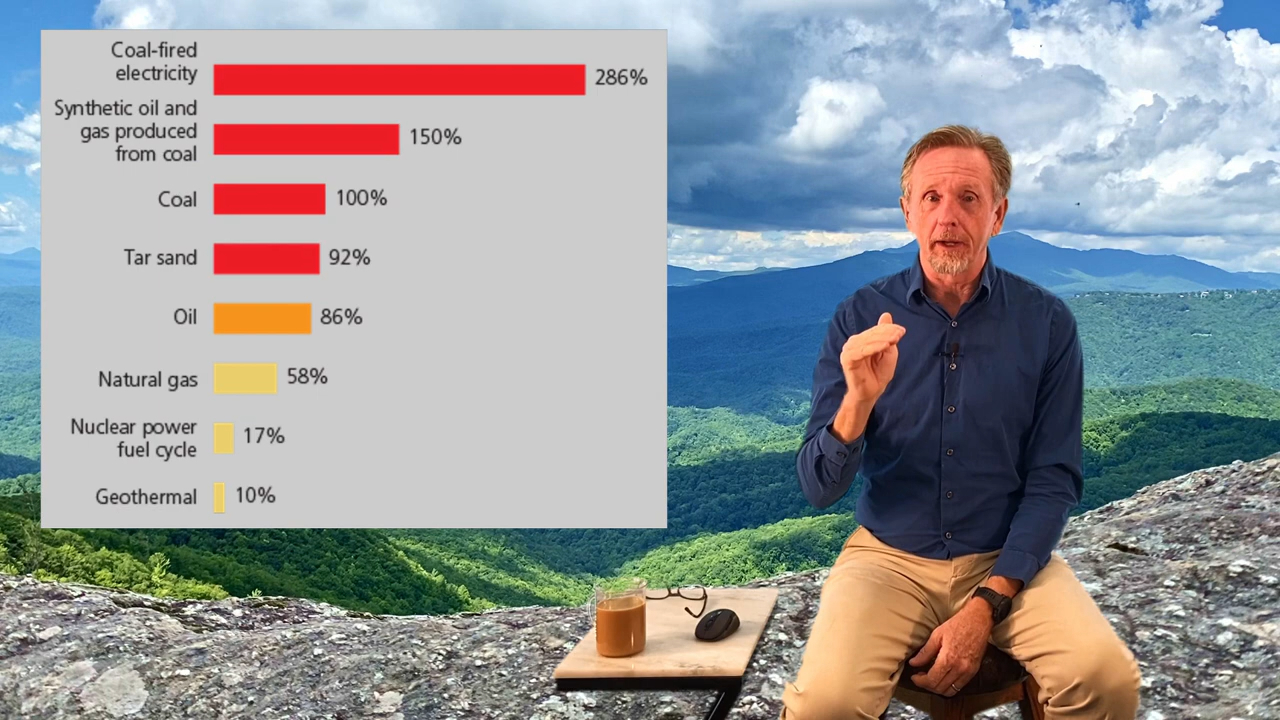 Coal-fired
electricity
286%
Synthetic oil and
gas produced
from coal
150%
Coal
100%
Tar sand
92%
Oil
86%
Natural gas
58%
Nuclear power
fuel cycle
17%
Geothermal
10%